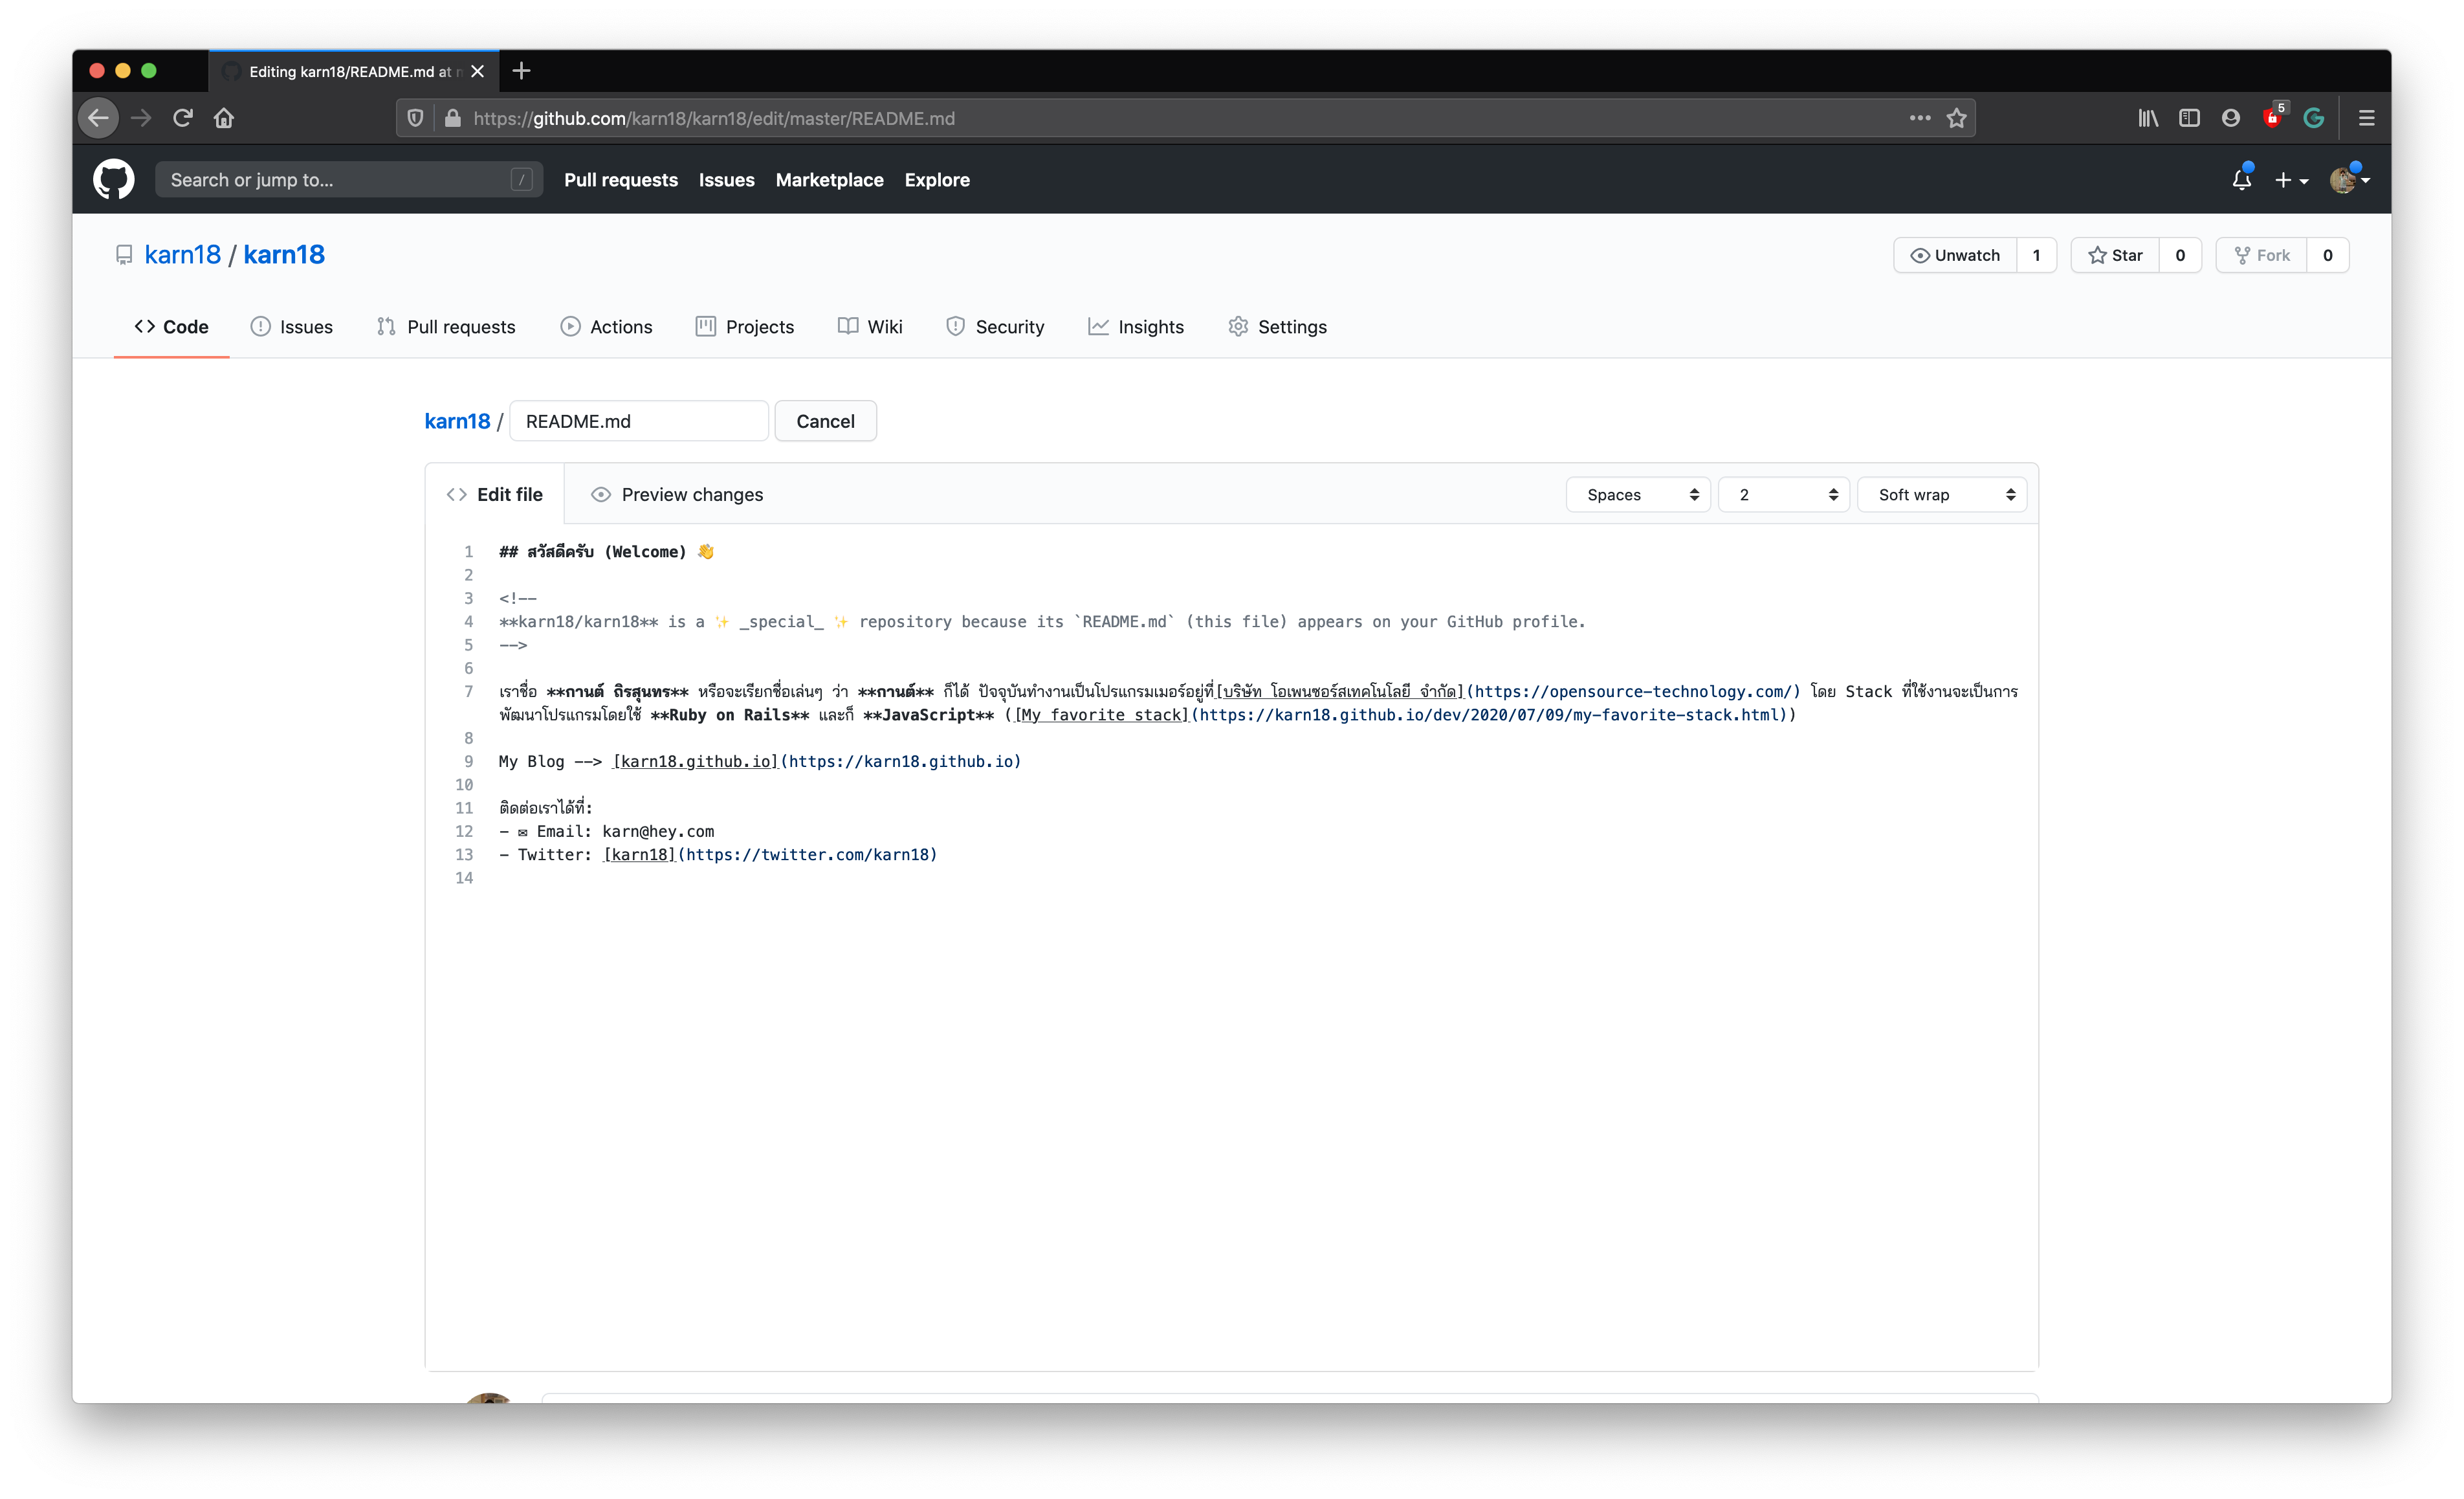 Editing karn18/README.md at
https://github.com/karn18/karn18/edit/master/README.md
5
Search or jump to...
/
Pull requests Issues Marketplace Explore
karn18 / karn18
Unwatch 1 Star 0 Fork 0
Code Issues Pull requests Actions Projects Wiki Security Insights Settings
karn18 / README.md Cancel
Edit file Preview changes Spaces 2 Soft wrap
1 ## สวัสดีครับ (Welcome) 👋
2
3 <!--
4 **karn18/karn18** is a ✨ _special_ ✨ repository because its `README.md` (this file) appears on your GitHub profile.
5 -->
6
7 เราชื่อ **กานต์ ถิรสุนทร** หรือจะเรียกชื่อเล่นๆ ว่า **กานต์** ก็ได้ ปัจจุบันทำงานเป็นโปรแกรมเมอร์อยู่ที่[บริษัท โอเพนซอร์สเทคโนโลยี จำกัด](https://opensource-technology.com/) โดย Stack ที่ใช้งานจะเป็นการ
พัฒนาโปรแกรมโดยใช้ **Ruby on Rails** และก็ **JavaScript** ([My favorite stack](https://karn18.github.io/dev/2020/07/09/my-favorite-stack.html))
8
9 My Blog --> [karn18.github.io](https://karn18.github.io)
10
11 ติดต่อเราได้ที่:
12 - ✉ Email: karn@hey.com
13 - Twitter: [karn18](https://twitter.com/karn18)
14